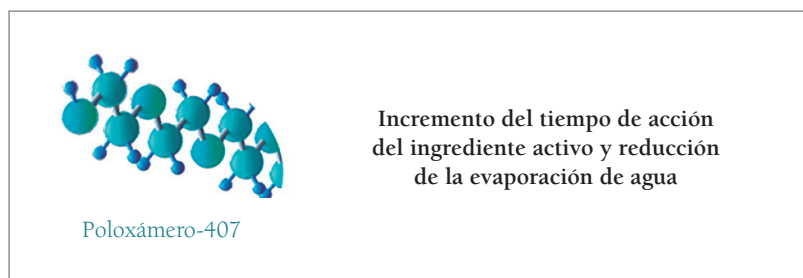 Incremento del tiempo de acción
del ingrediente activo y reducción
de la evaporación de agua
Poloxámero-407